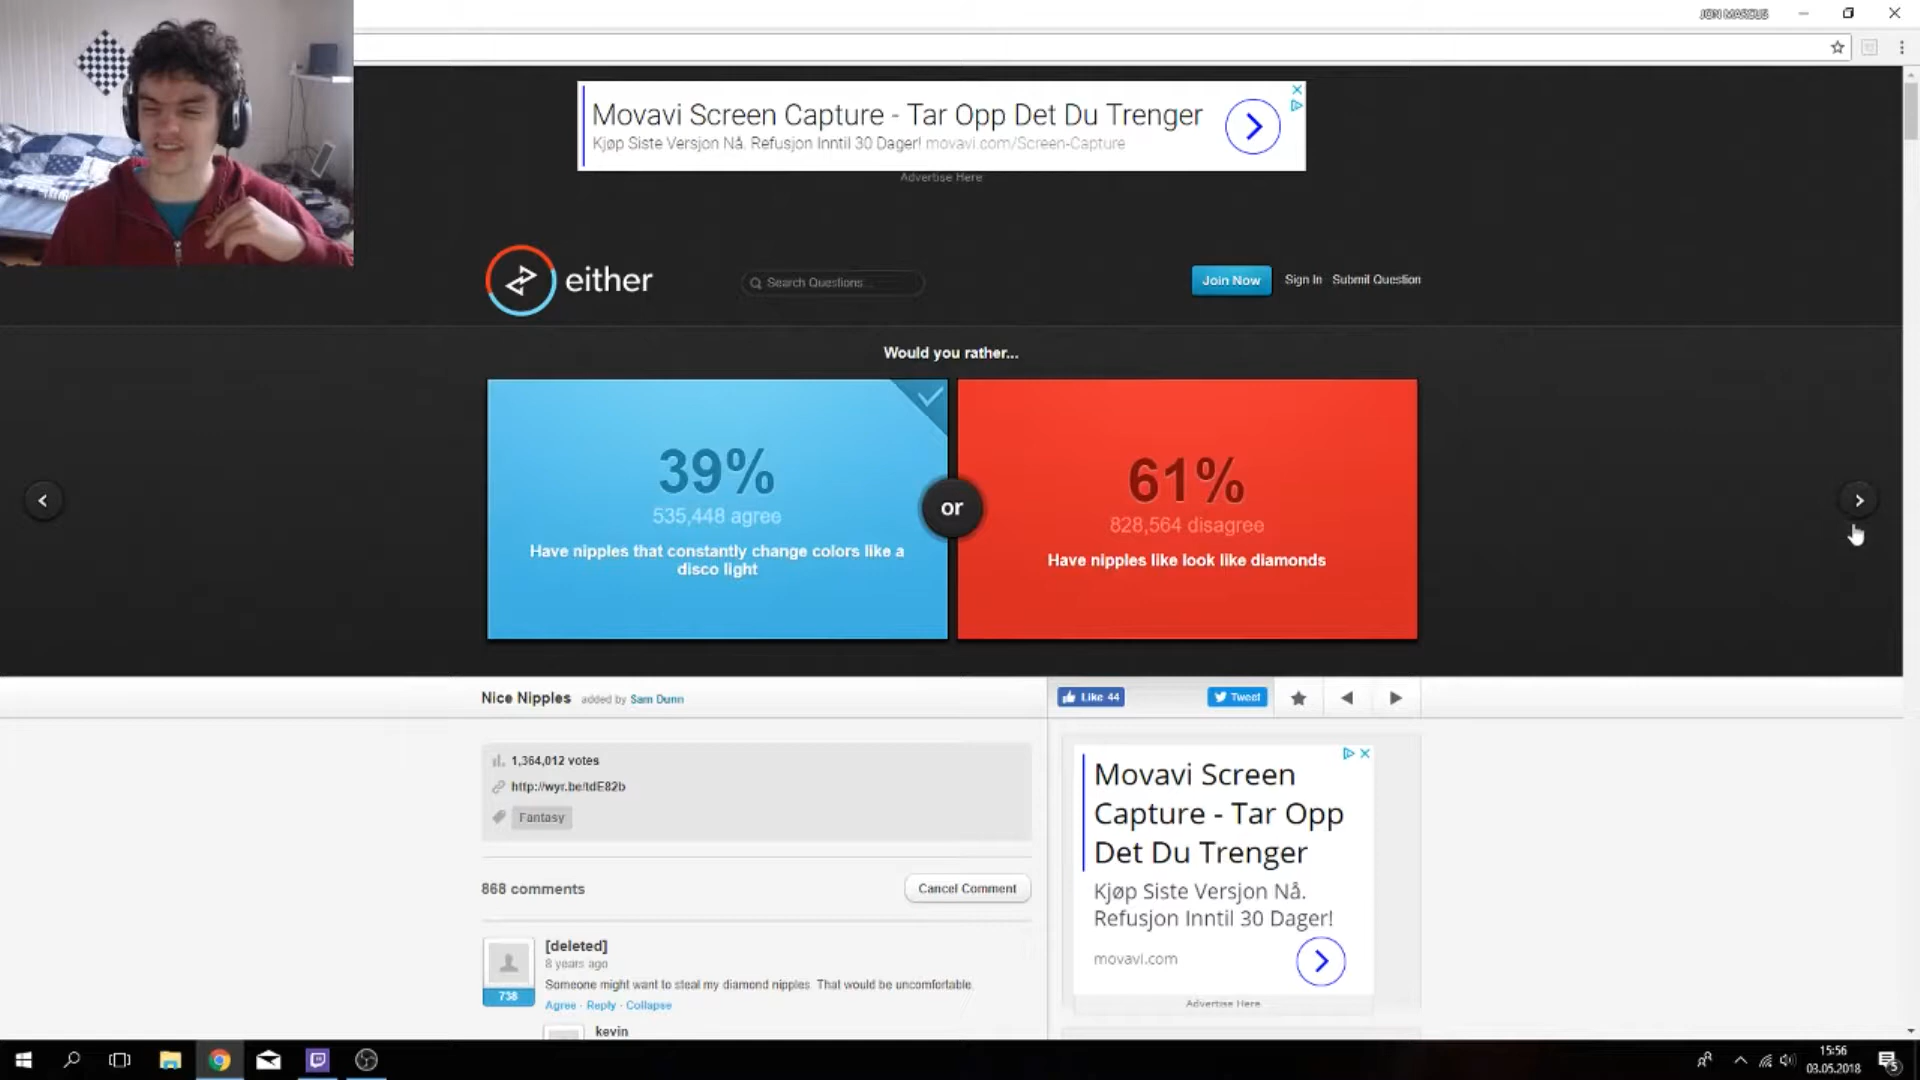 JON MARCUS
Movavi Screen Capture - Tar Opp Det Du Trenger
Kjøp Siste Versjon Nå. Refusjon Inntil 30 Dager! movavi.com/Screen-Capture
Advertise Here
either
Search Questions...
Join Now
Sign In
Submit Question
Would you rather...
39%
535,448 agree
Have nipples that constantly change colors like a
disco light
or
61%
828,564 disagree
Have nipples like look like diamonds
Nice Nipples added by Sam Dunn
Like 44
Tweet
1,364,012 votes
http://wyr.be/tdE82b
Fantasy
868 comments
Cancel Comment
[deleted]
8 years ago
Someone might want to steal my diamond nipples. That would be uncomfortable.
738
Agree · Reply · Collapse
kevin
Movavi Screen
Capture - Tar Opp
Det Du Trenger
Kjøp Siste Versjon Nå.
Refusjon Inntil 30 Dager!
movavi.com
Advertise Here
15:56
03.05.2018
5